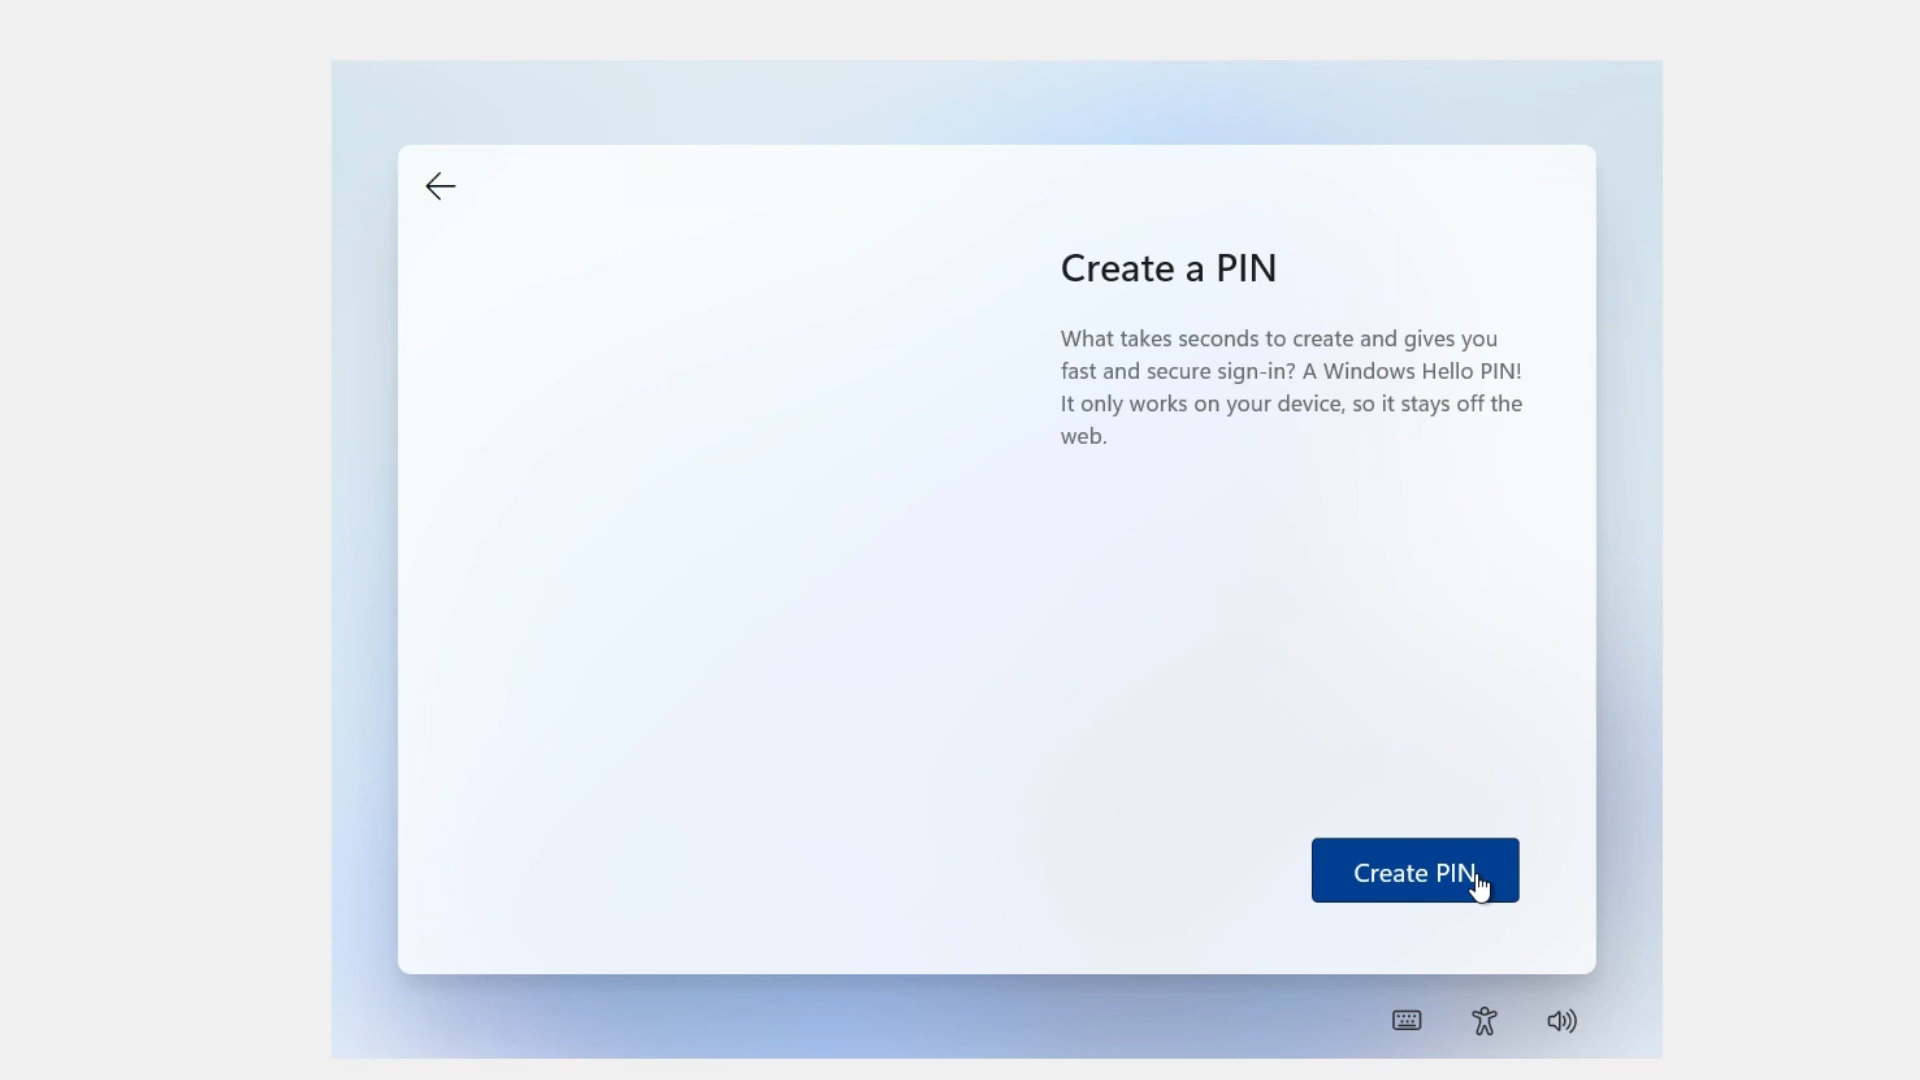 Create a PIN
What takes seconds to create and gives you
fast and secure sign-in? A Windows Hello PIN!
It only works on your device, so it stays off the
web.
Create PIN